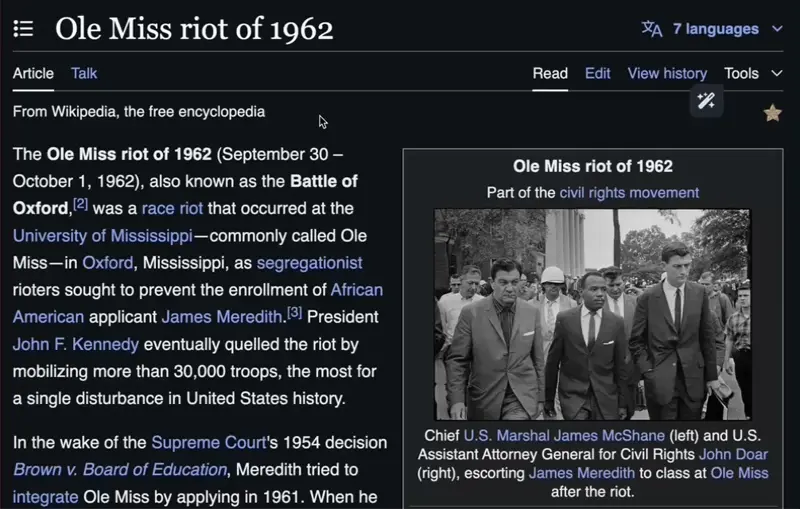 Ole Miss riot of 1962
7 languages
Article Talk
Read Edit View history Tools
From Wikipedia, the free encyclopedia
The Ole Miss riot of 1962 (September 30 –
October 1, 1962), also known as the Battle of
Oxford,[2] was a race riot that occurred at the
University of Mississippi—commonly called Ole
Miss—in Oxford, Mississippi, as segregationist
rioters sought to prevent the enrollment of African
American applicant James Meredith.[3] President
John F. Kennedy eventually quelled the riot by
mobilizing more than 30,000 troops, the most for
a single disturbance in United States history.
In the wake of the Supreme Court's 1954 decision
Brown v. Board of Education, Meredith tried to
integrate Ole Miss by applying in 1961. When he
Ole Miss riot of 1962
Part of the civil rights movement
Chief U.S. Marshal James McShane (left) and U.S.
Assistant Attorney General for Civil Rights John Doar
(right), escorting James Meredith to class at Ole Miss
after the riot.